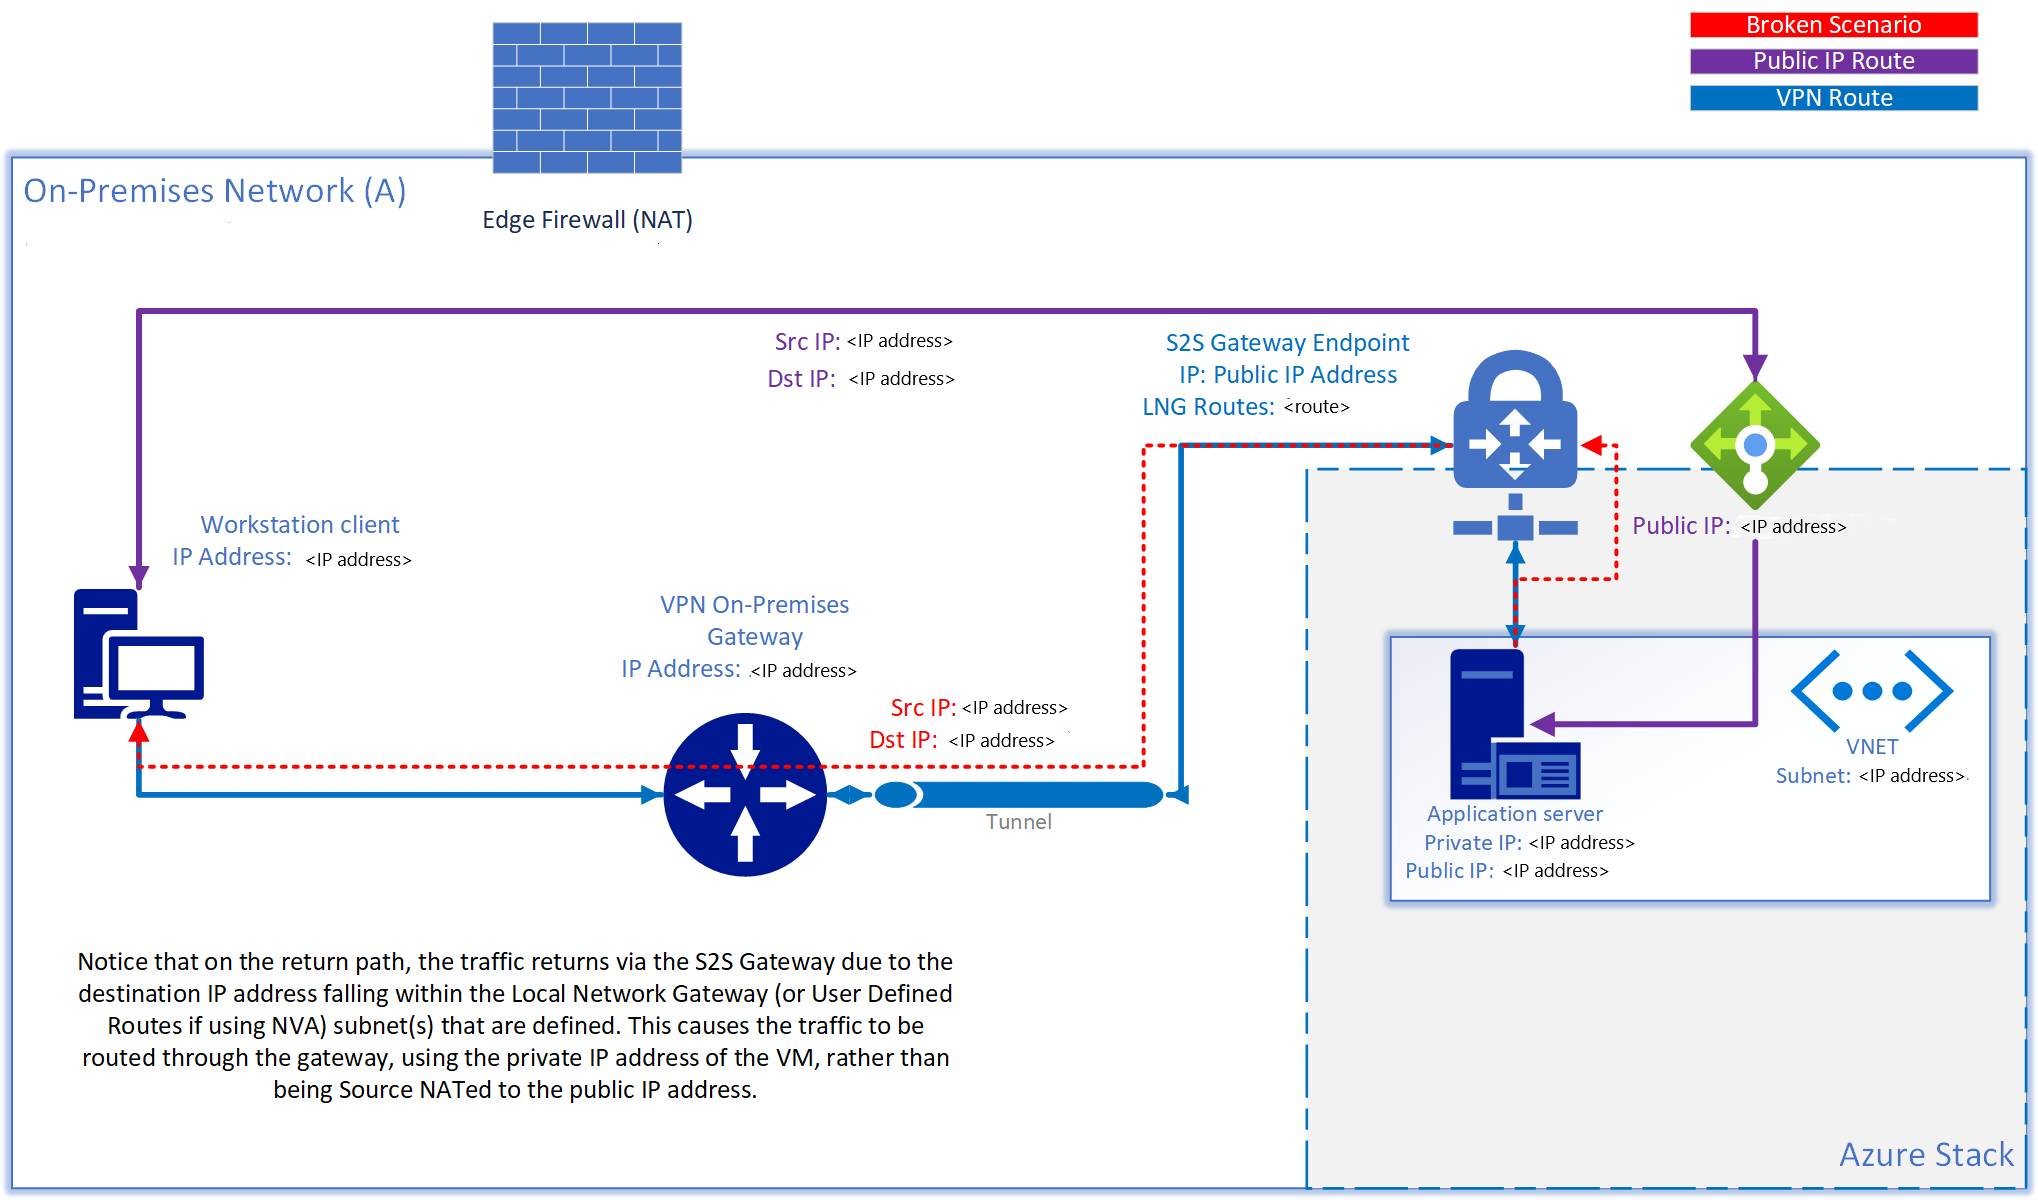 Broken Scenario
Public IP Route
VPN Route
On-Premises Network (A)
Edge Firewall (NAT)
Src IP: <IP address>
Dst IP: <IP address>
S2S Gateway Endpoint
IP: Public IP Address
LNG Routes: <route>
Workstation client
IP Address: <IP address>
Public IP: <IP address>
VPN On-Premises
Gateway
IP Address: <IP address>
Src IP: <IP address>
Dst IP: <IP address>
Tunnel
VNET
Subnet: <IP address>
Application server
Private IP: <IP address>
Public IP: <IP address>
Notice that on the return path, the traffic returns via the S2S Gateway due to the
destination IP address falling within the Local Network Gateway (or User Defined
Routes if using NVA) subnet(s) that are defined. This causes the traffic to be
routed through the gateway, using the private IP address of the VM, rather than
being Source NATed to the public IP address.
Azure Stack